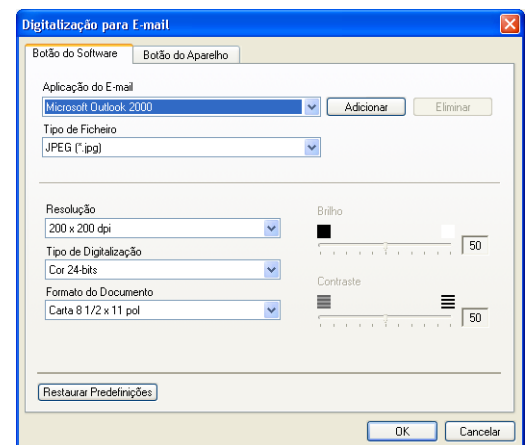 Digitalização para E-mail
Botão do Software
Botão do Aparelho
Aplicação do E-mail
Microsoft Outlook 2000
Adicionar
Eliminar
Tipo de Ficheiro
JPEG (*.jpg)
Resolução
200 x 200 dpi
Tipo de Digitalização
Cor 24-bits
Formato do Documento
Carta 8 1/2 x 11 pol
Brilho
50
Contraste
50
Restaurar Predefinições
OK
Cancelar